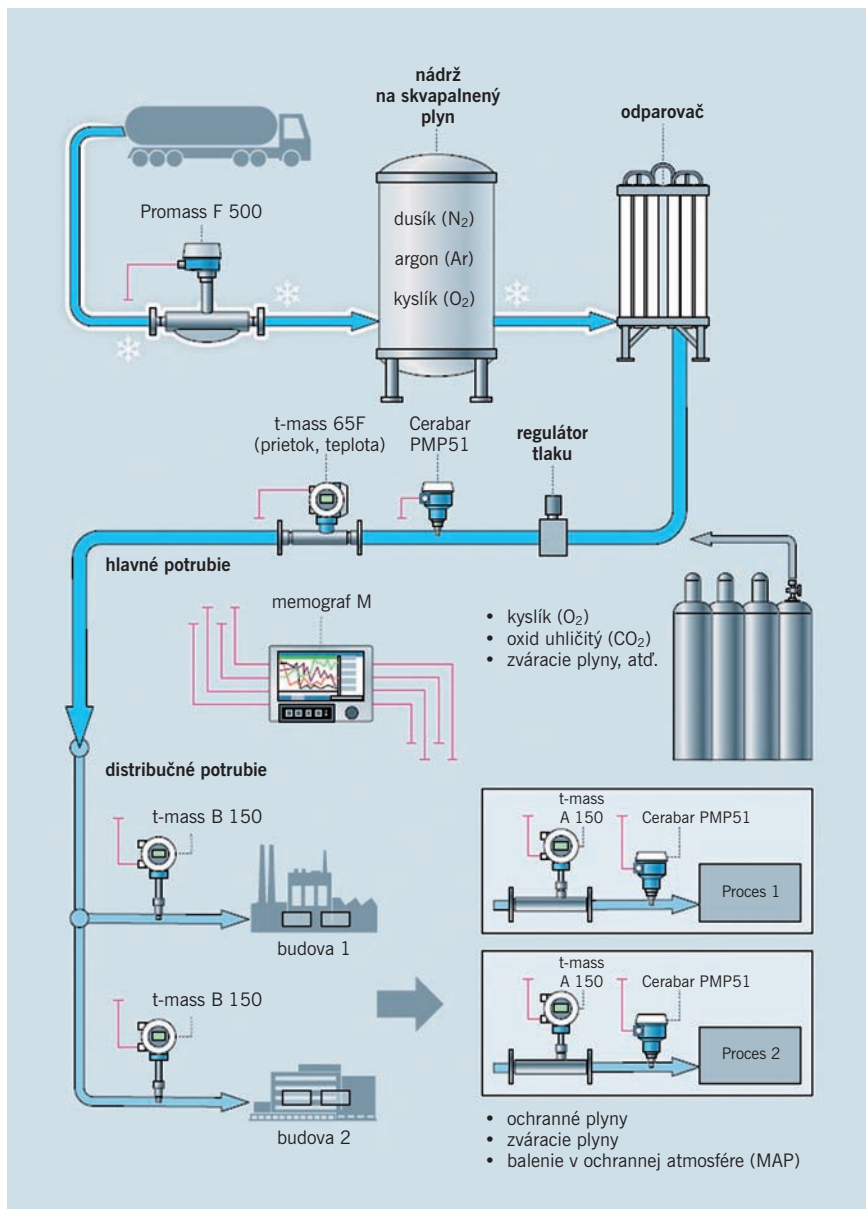 nádrž
na skvapalnený
plyn
odparovač
Promass F 500
dusík (N₂)
argon (Ar)
kyslík (O₂)
t-mass 65F
(prietok, teplota)
Cerabar
PMP51
regulátor
tlaku
hlavné potrubie
memograf M
• kyslík (O₂)
• oxid uhličitý (CO₂)
• zváracie plyny, atď.
distribučné potrubie
t-mass B 150
budova 1
t-mass B 150
budova 2
t-mass
A 150
Cerabar PMP51
Proces 1
t-mass
A 150
Cerabar PMP51
Proces 2
• ochranné plyny
• zváracie plyny
• balenie v ochrannej atmosfére (MAP)